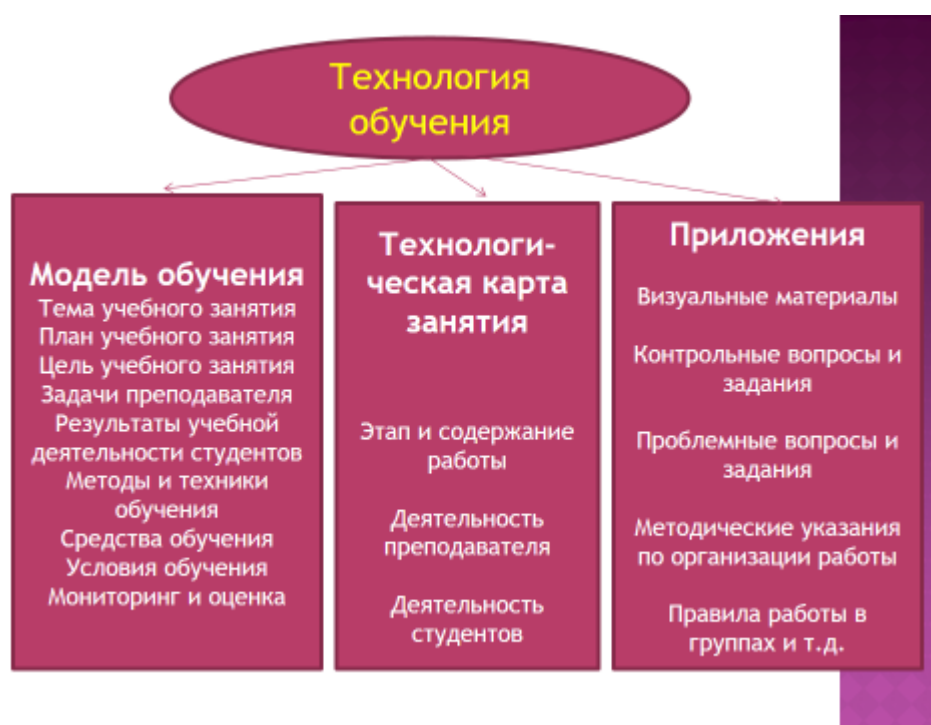 Технология
обучения
Модель обучения
Тема учебного занятия
План учебного занятия
Цель учебного занятия
Задачи преподавателя
Результаты учебной
деятельности студентов
Методы и техники
обучения
Средства обучения
Условия обучения
Мониторинг и оценка
Технологи-
ческая карта
занятия
Этап и содержание
работы
Деятельность
преподавателя
Деятельность
студентов
Приложения
Визуальные материалы
Контрольные вопросы и
задания
Проблемные вопросы и
задания
Методические указания
по организации работы
Правила работы в
группах и т.д.